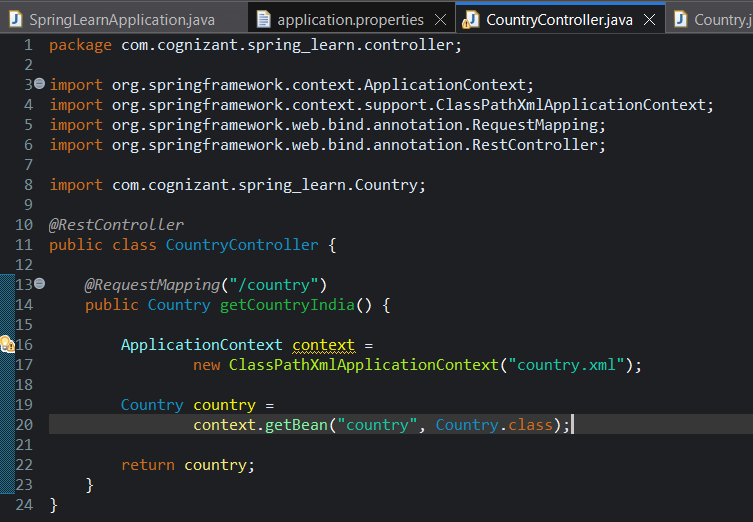 SpringLearnApplication.java application.properties CountryController.java Country.j
1 package com.cognizant.spring_learn.controller;
2
3 import org.springframework.context.ApplicationContext;
4 import org.springframework.context.support.ClassPathXmlApplicationContext;
5 import org.springframework.web.bind.annotation.RequestMapping;
6 import org.springframework.web.bind.annotation.RestController;
7
8 import com.cognizant.spring_learn.Country;
9
10 @RestController
11 public class CountryController {
12
13 @RequestMapping("/country")
14 public Country getCountryIndia() {
15
16 ApplicationContext context =
17 new ClassPathXmlApplicationContext("country.xml");
18
19 Country country =
20 context.getBean("country", Country.class);
21
22 return country;
23 }
24 }